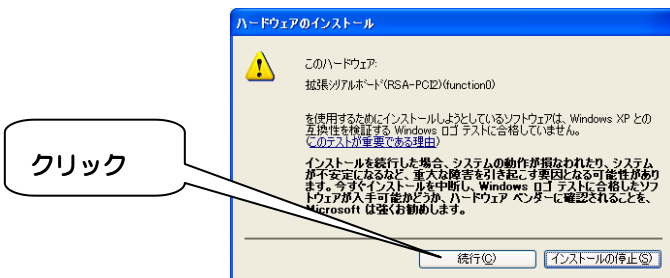 ハードウェアのインストール
このハードウェア:
拡張シリアルボード(RSA-PCI2)(function0)
を使用するためにインストールしようとしているソフトウェアは、Windows XP との
互換性を検証する Windows ロゴ テストに合格していません。
(このテストが重要である理由)
クリック
インストールを続行した場合、システムの動作が損なわれたり、システム
が不安定になるなど、重大な障害を引き起こす要因となる可能性があり
ます。今すぐインストールを中断し、Windows ロゴ テストに合格したソフ
トウェアが入手可能かどうか、ハードウェア ベンダーに確認されることを、
Microsoft は強くお勧めします。
続行(C)
インストールの停止(S)